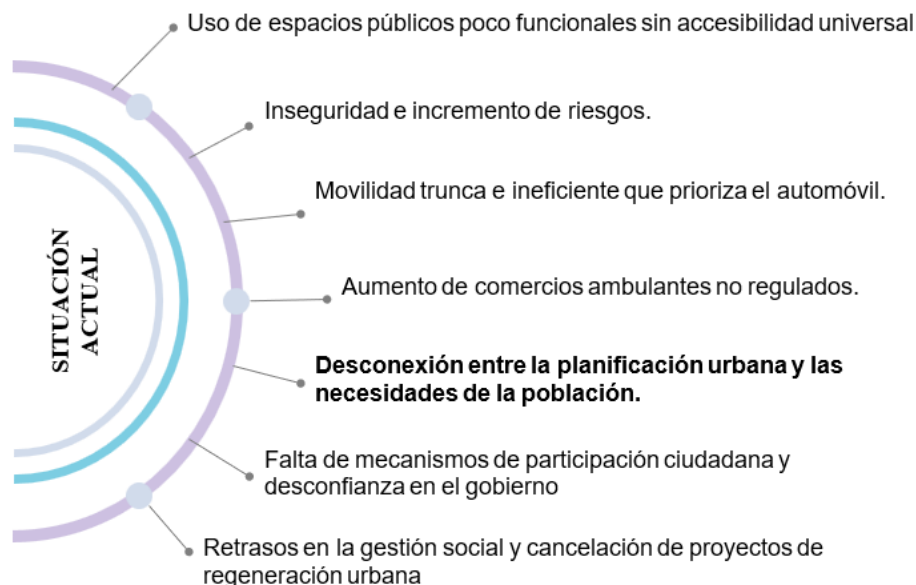 Uso de espacios públicos poco funcionales sin accesibilidad universal
Inseguridad e incremento de riesgos.
Movilidad trunca e ineficiente que prioriza el automóvil.
SITUACIÓN
ACTUAL
Aumento de comercios ambulantes no regulados.
Desconexión entre la planificación urbana y las
necesidades de la población.
Falta de mecanismos de participación ciudadana y
desconfianza en el gobierno
Retrasos en la gestión social y cancelación de proyectos de
regeneración urbana